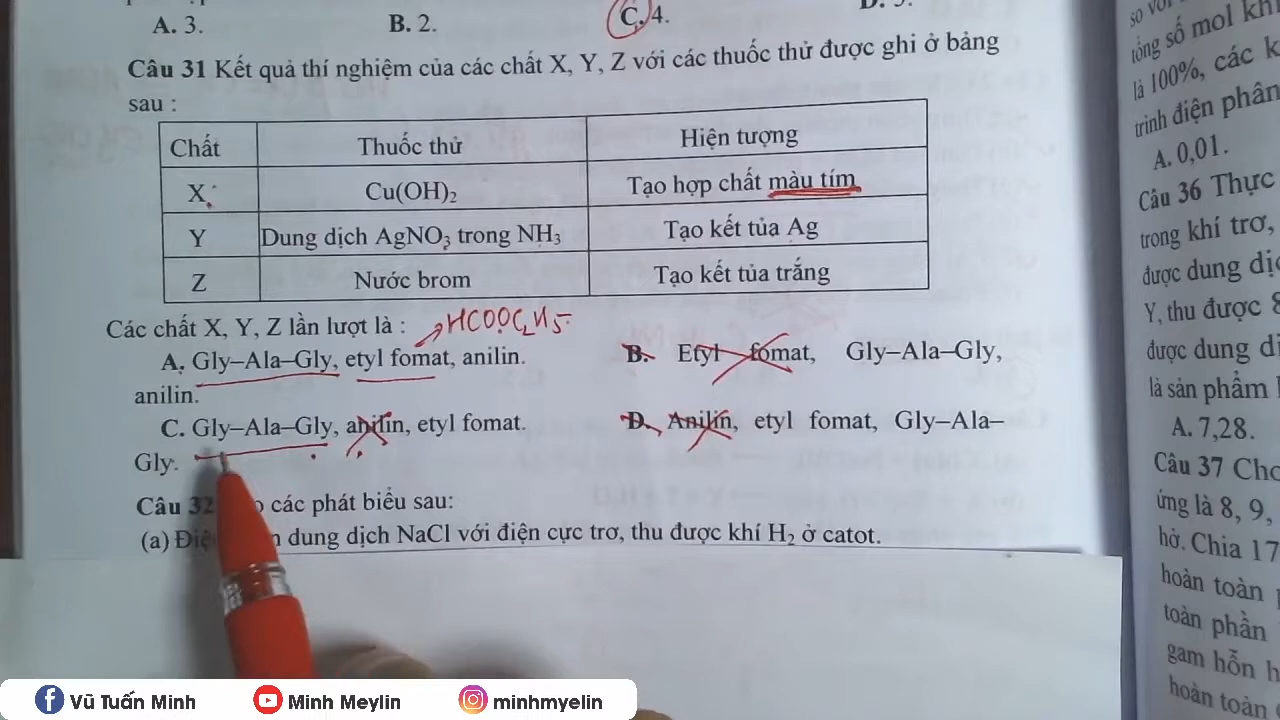 A. 3.
B. 2.
C. 4.
Câu 31 Kết quả thí nghiệm của các chất X, Y, Z với các thuốc thử được ghi ở bảng
sau :
Chất
Thuốc thử
Hiện tượng
X
Cu(OH)₂
Tạo hợp chất màu tím
Y
Dung dịch AgNO₃ trong NH₃
Tạo kết tủa Ag
Z
Nước brom
Tạo kết tủa trắng
Các chất X, Y, Z lần lượt là :
HCOOC₂H₅
A. Gly–Ala–Gly, etyl fomat, anilin.
B. Etyl fomat, Gly–Ala–Gly,
anilin.
C. Gly–Ala–Gly, anilin, etyl fomat.
D. Anilin, etyl fomat, Gly–Ala–
Gly.
Câu 32 các phát biểu sau:
(a) dung dịch NaCl với điện cực trơ, thu được khí H₂ ở catot.
so với
tổng số mol khí
là 100%, các
trình điện phân
A. 0,01.
Câu 36 Thực
trong khí trơ,
được dung
Y, thu được
được dung
là sản phẩm
A. 7,28.
Câu 37 Cho
ứng là 8, 9,
hở. Chia 17
hoàn toàn
toàn phần
gam hỗn
hoàn toàn
Vũ Tuấn Minh
Minh Meylin
minhmyelin